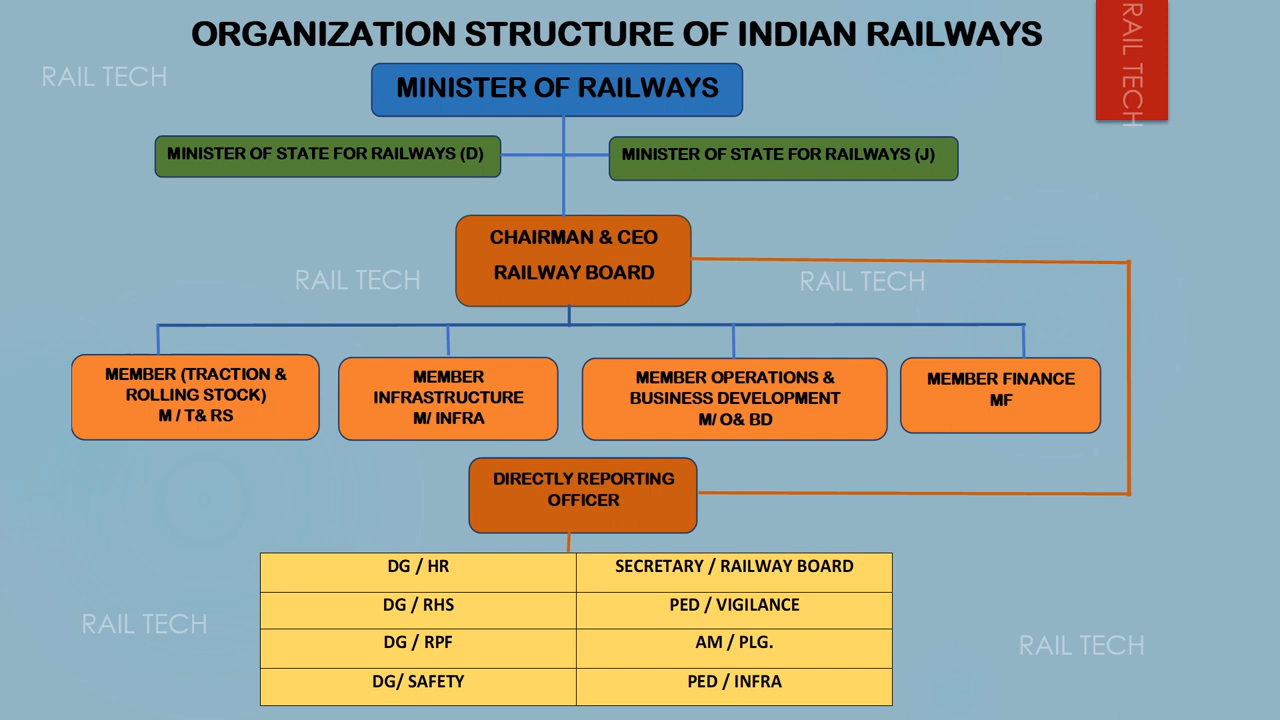 ORGANIZATION STRUCTURE OF INDIAN RAILWAYS
RAIL TECH
RAIL TECH
MINISTER OF RAILWAYS
MINISTER OF STATE FOR RAILWAYS (D)
MINISTER OF STATE FOR RAILWAYS (J)
CHAIRMAN & CEO
RAILWAY BOARD
RAIL TECH
RAIL TECH
MEMBER (TRACTION &
ROLLING STOCK)
M / T& RS
MEMBER
INFRASTRUCTURE
M/ INFRA
MEMBER OPERATIONS &
BUSINESS DEVELOPMENT
M/ O& BD
MEMBER FINANCE
MF
DIRECTLY REPORTING
OFFICER
DG / HR
SECRETARY / RAILWAY BOARD
DG / RHS
PED / VIGILANCE
DG / RPF
AM / PLG.
DG/ SAFETY
PED / INFRA
RAIL TECH
RAIL TECH